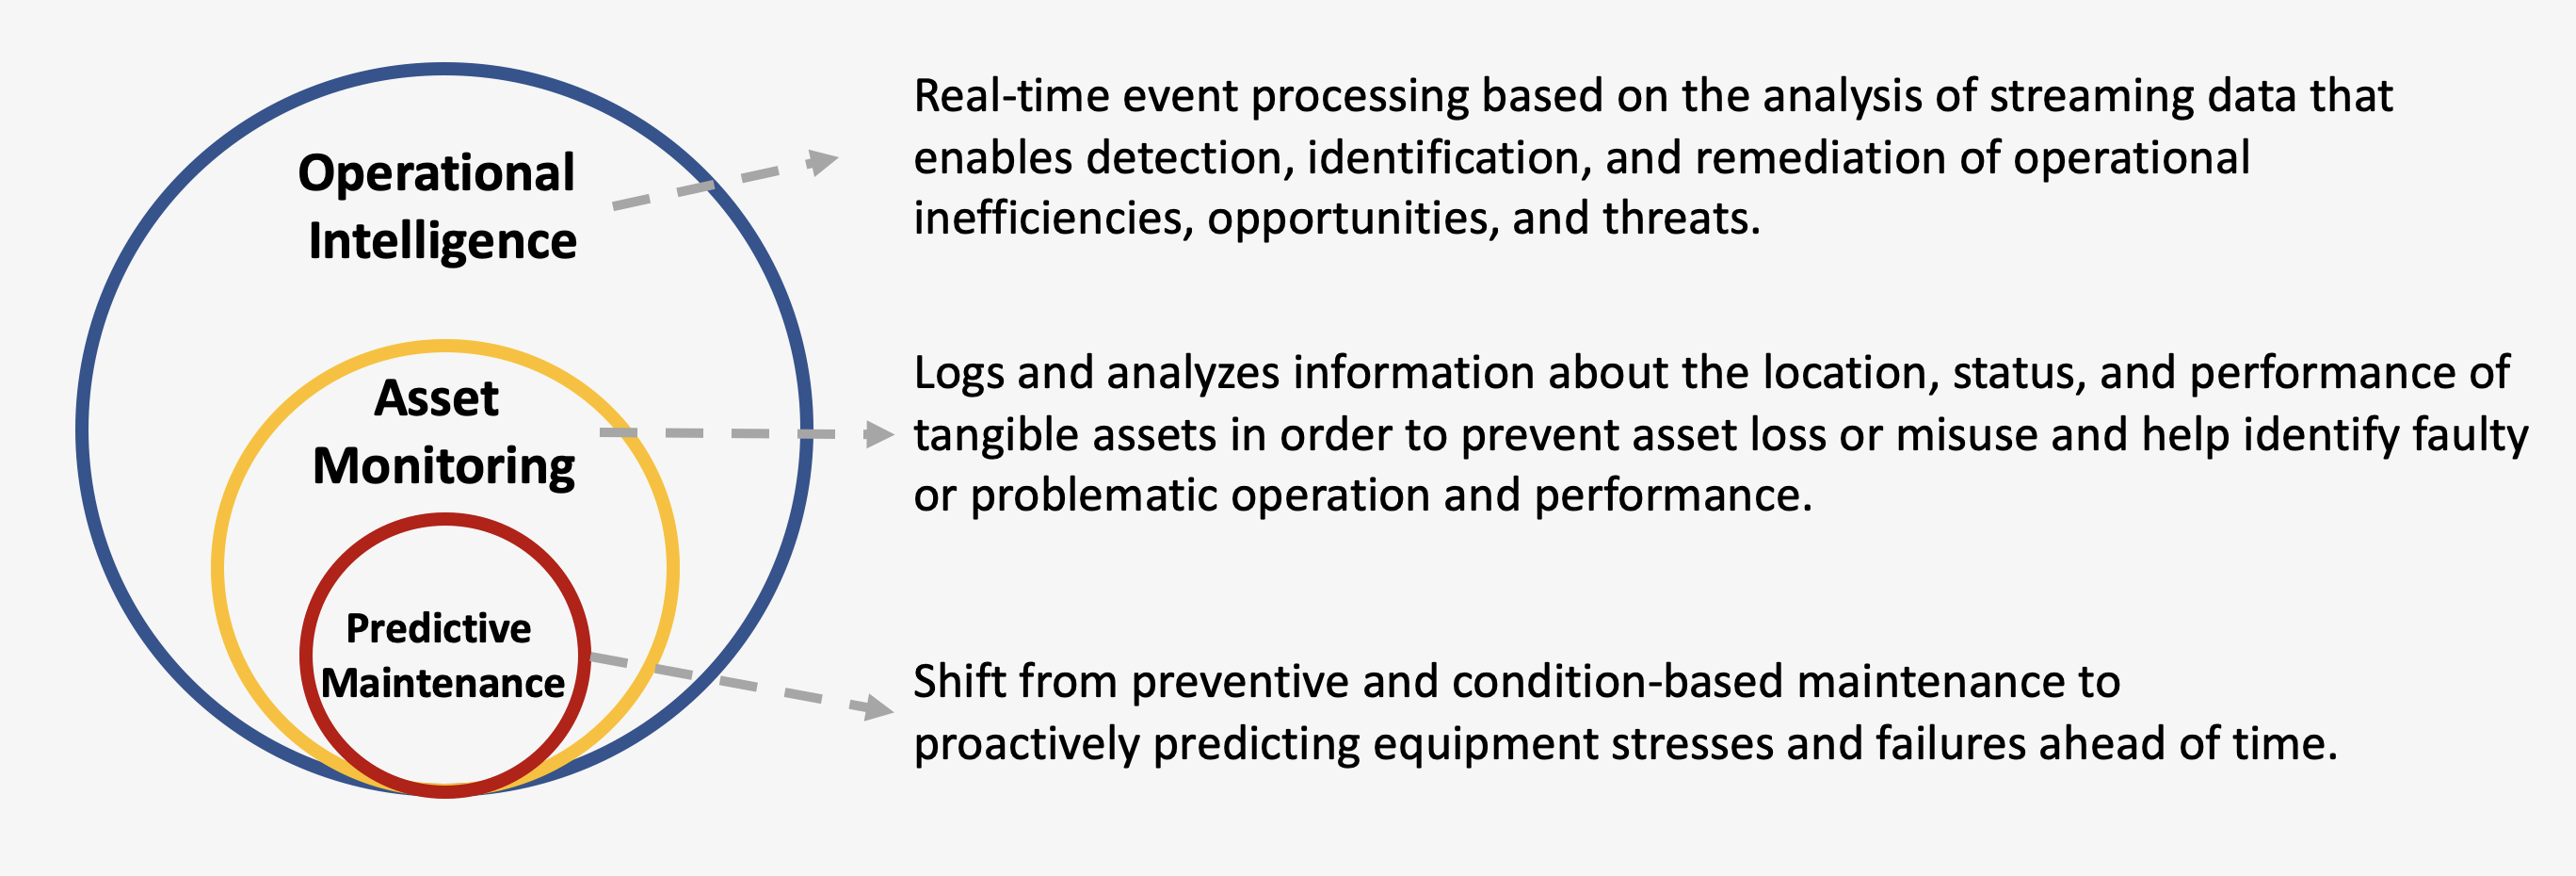 Operational
Intelligence
Real-time event processing based on the analysis of streaming data that
enables detection, identification, and remediation of operational
inefficiencies, opportunities, and threats.
Asset
Monitoring
Logs and analyzes information about the location, status, and performance of
tangible assets in order to prevent asset loss or misuse and help identify faulty
or problematic operation and performance.
Predictive
Maintenance
Shift from preventive and condition-based maintenance to
proactively predicting equipment stresses and failures ahead of time.